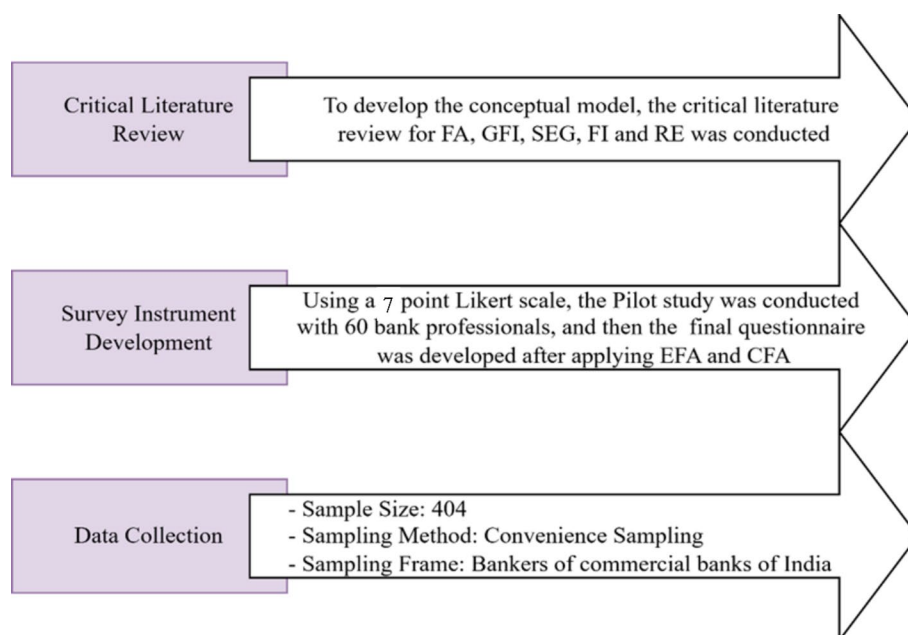 Critical Literature
Review
To develop the conceptual model, the critical literature
review for FA, GFI, SEG, FI and RE was conducted
Survey Instrument
Development
Using a 7 point Likert scale, the Pilot study was conducted
with 60 bank professionals, and then the final questionnaire
was developed after applying EFA and CFA
Data Collection
- Sample Size: 404
- Sampling Method: Convenience Sampling
- Sampling Frame: Bankers of commercial banks of India